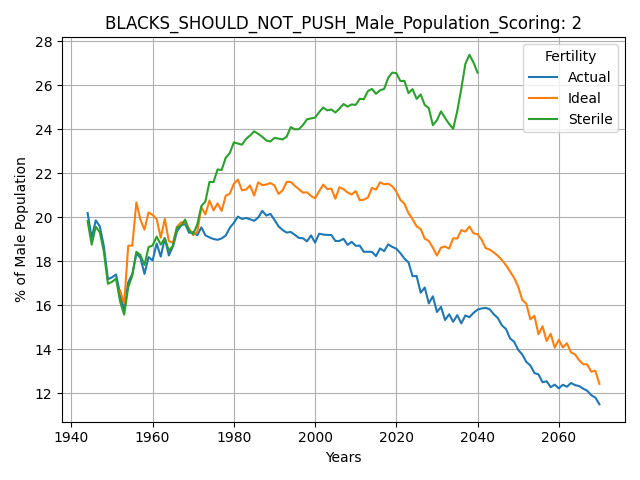 BLACKS_SHOULD_NOT_PUSH_Male_Population_Scoring: 2
28
26
24
22
20
18
16
14
12
% of Male Population
Fertility
Actual
Ideal
Sterile
1940 1960 1980 2000 2020 2040 2060
Years